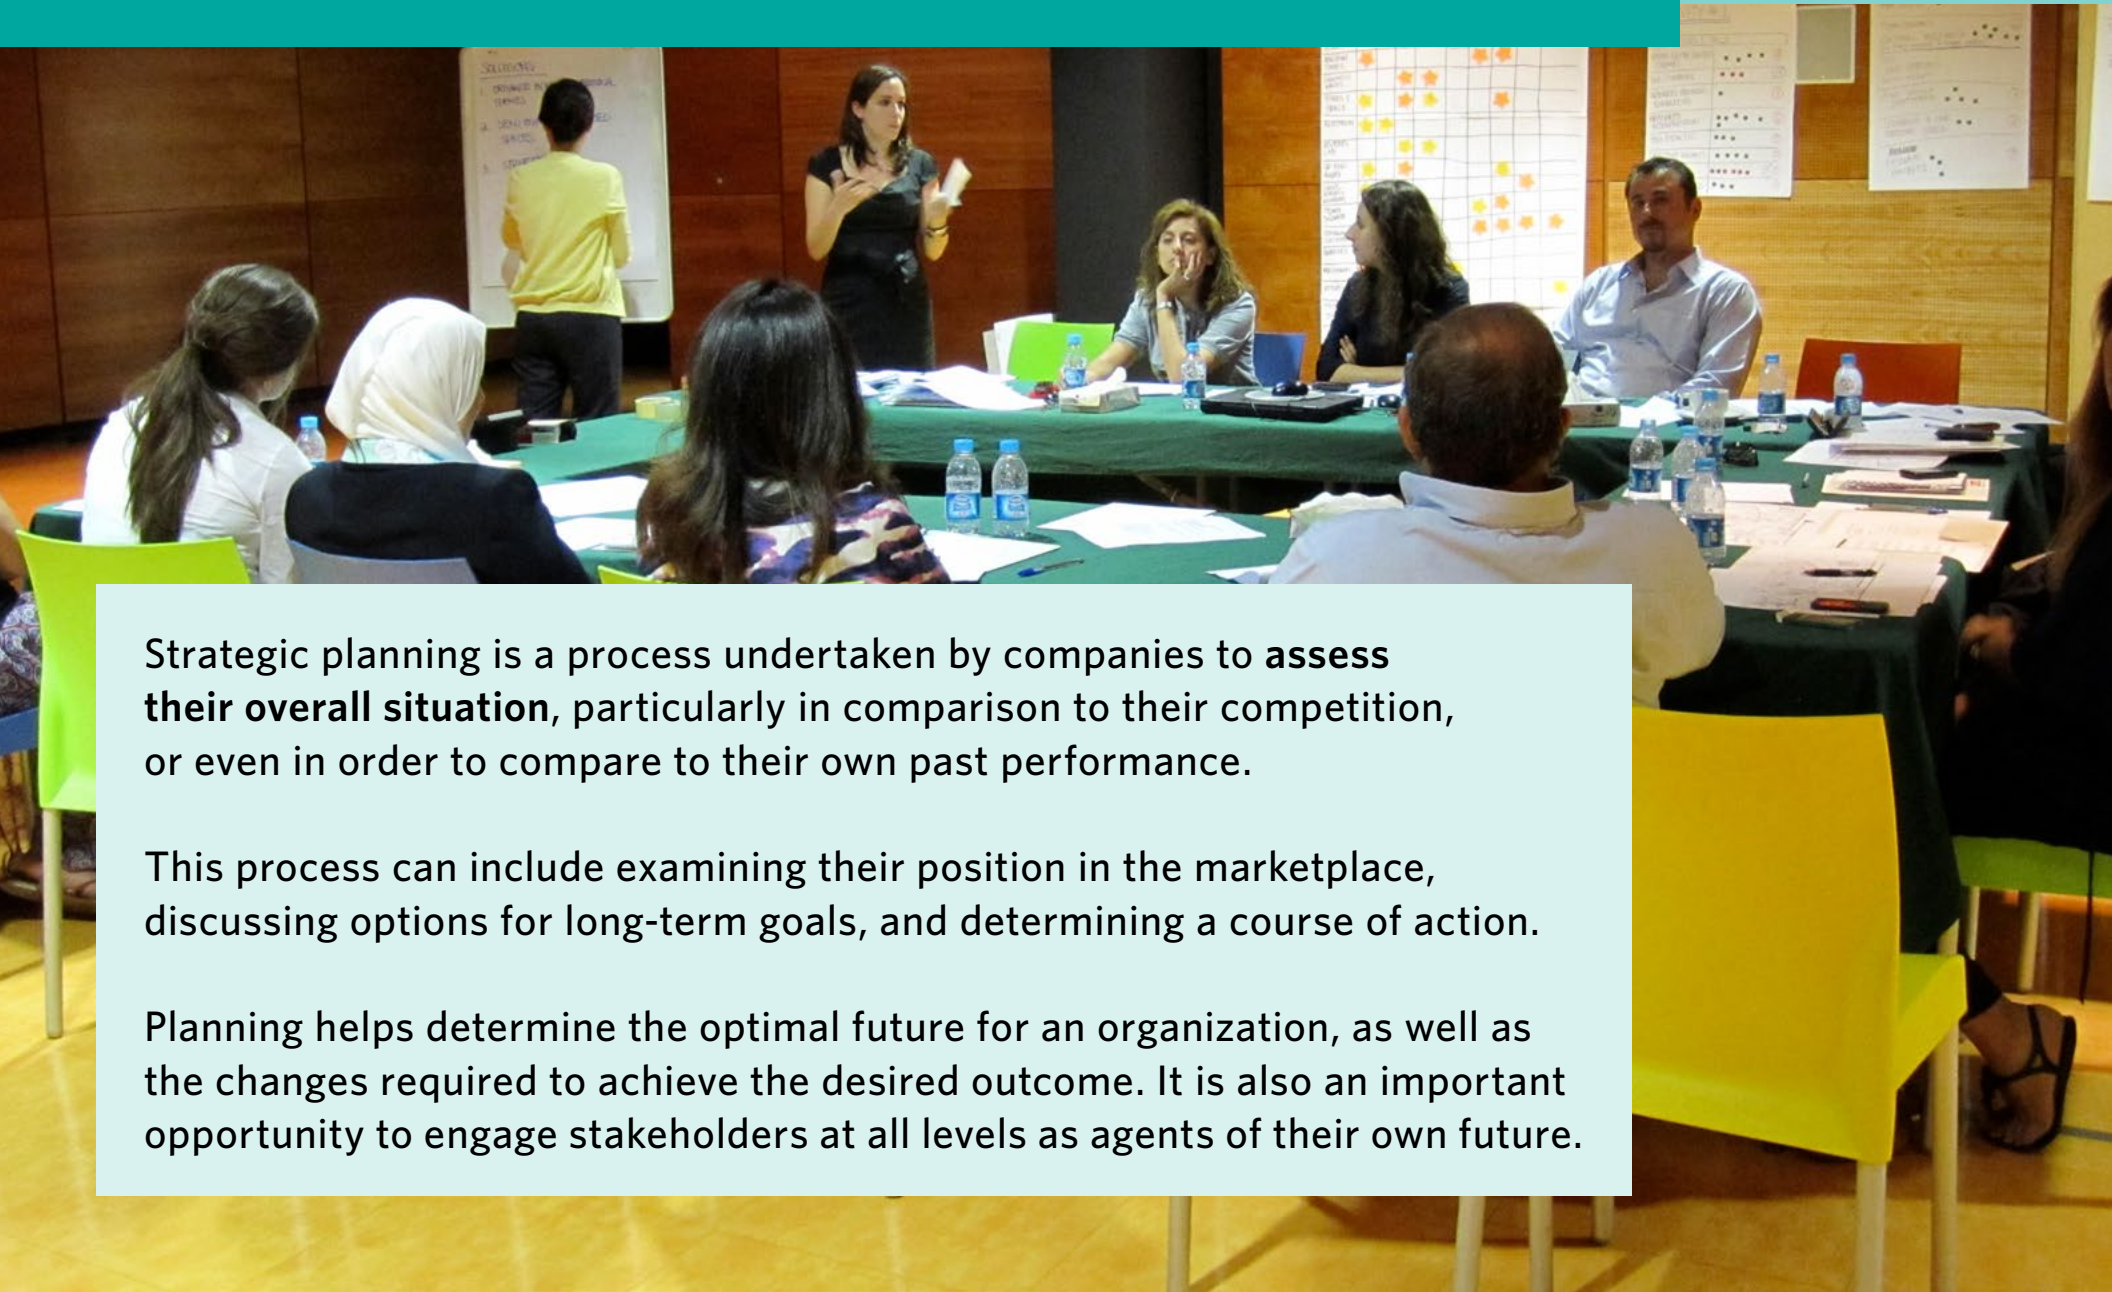 SOLUTIONS
Strategic planning is a process undertaken by companies to assess
their overall situation, particularly in comparison to their competition,
or even in order to compare to their own past performance.
This process can include examining their position in the marketplace,
discussing options for long-term goals, and determining a course of action.
Planning helps determine the optimal future for an organization, as well as
the changes required to achieve the desired outcome. It is also an important
opportunity to engage stakeholders at all levels as agents of their own future.